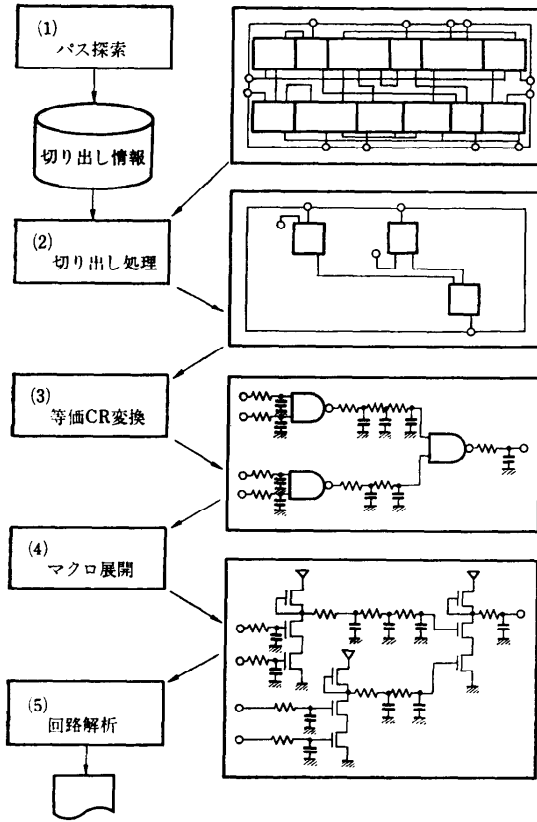 (1)
パス探索
切り出し情報
(2)
切り出し処理
(3)
等価CR変換
(4)
マクロ展開
(5)
回路解析